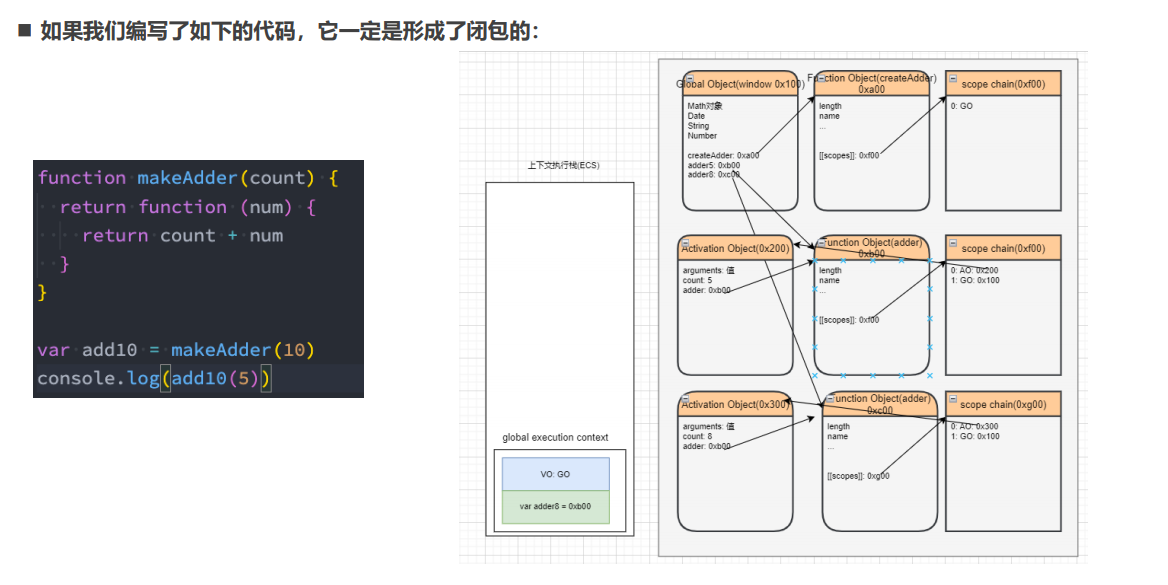 ■ 如果我们编写了如下的代码，它一定是形成了闭包的：
function makeAdder(count) {
  return function (num) {
    return count + num
  }
}
var add10 = makeAdder(10)
console.log(add10(5))
上下文执行栈(ECS)
global execution context
VO: GO
var adder8 = 0xb00
Global Object(window 0x100)
Math对象
Date
String
Number
createAdder: 0xa00
adder5: 0xb00
adder8: 0xc00
Function Object(createAdder)
0xa00
length
name
...
[[scopes]]: 0xf00
scope chain(0xf00)
0: GO
Activation Object(0x200)
arguments: 值
count: 5
adder: 0xb00
Function Object(adder)
0xb00
length
name
...
[[scopes]]: 0xf00
scope chain(0xf00)
0: AO: 0x200
1: GO: 0x100
Activation Object(0x300)
arguments: 值
count: 8
adder: 0xb00
Function Object(adder)
0xc00
length
name
...
[[scopes]]: 0xg00
scope chain(0xg00)
0: AO: 0x300
1: GO: 0x100